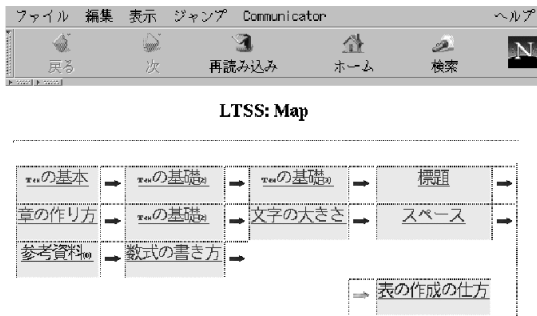 ファイル 編集 表示 ジャンプ Communicator ヘルプ
戻る 次 再読み込み ホーム 検索 N
LTSS: Map
の基本 の基礎 の基礎 標題
章の作り方 の基礎 文字の大きさ スペース
参考資料 数式の書き方
表の作成の仕方